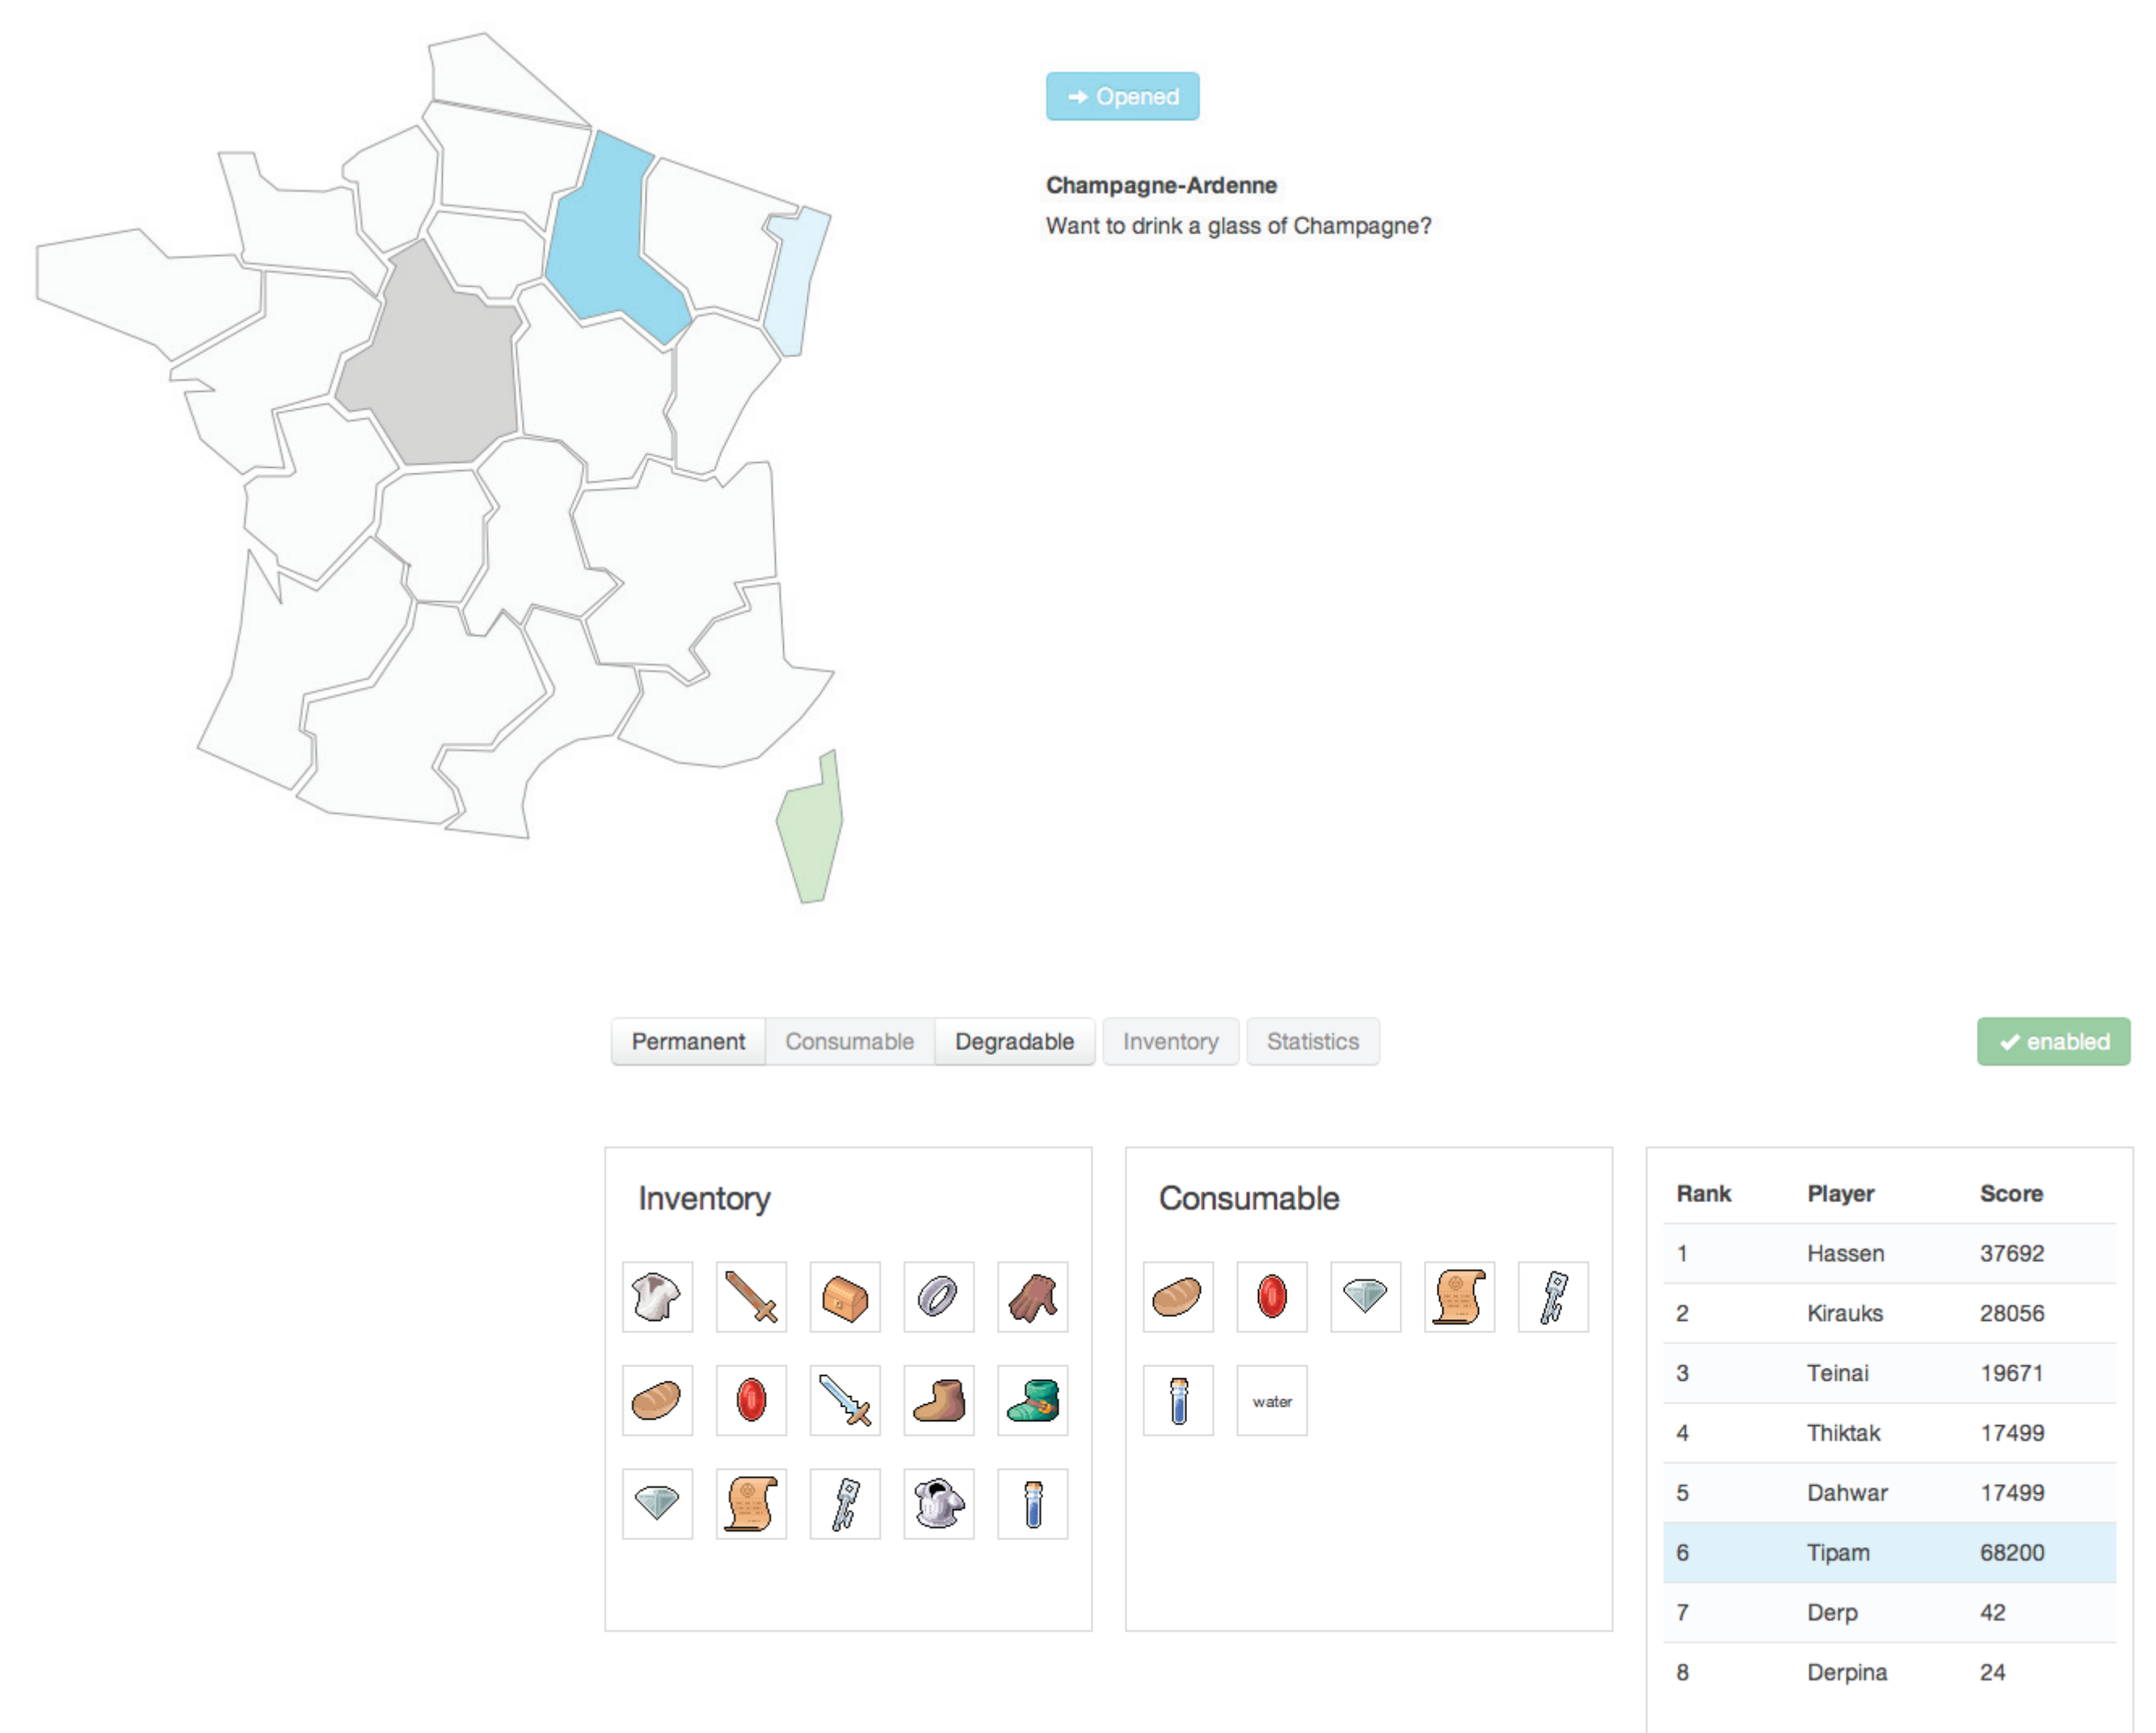 Opened
Champagne-Ardenne
Want to drink a glass of Champagne?
Permanent Consumable Degradable Inventory Statistics enabled
Inventory
Consumable
water
Rank Player Score
1 Hassen 37692
2 Kirauks 28056
3 Teinai 19671
4 Thiktak 17499
5 Dahwar 17499
6 Tipam 68200
7 Derp 42
8 Derpina 24